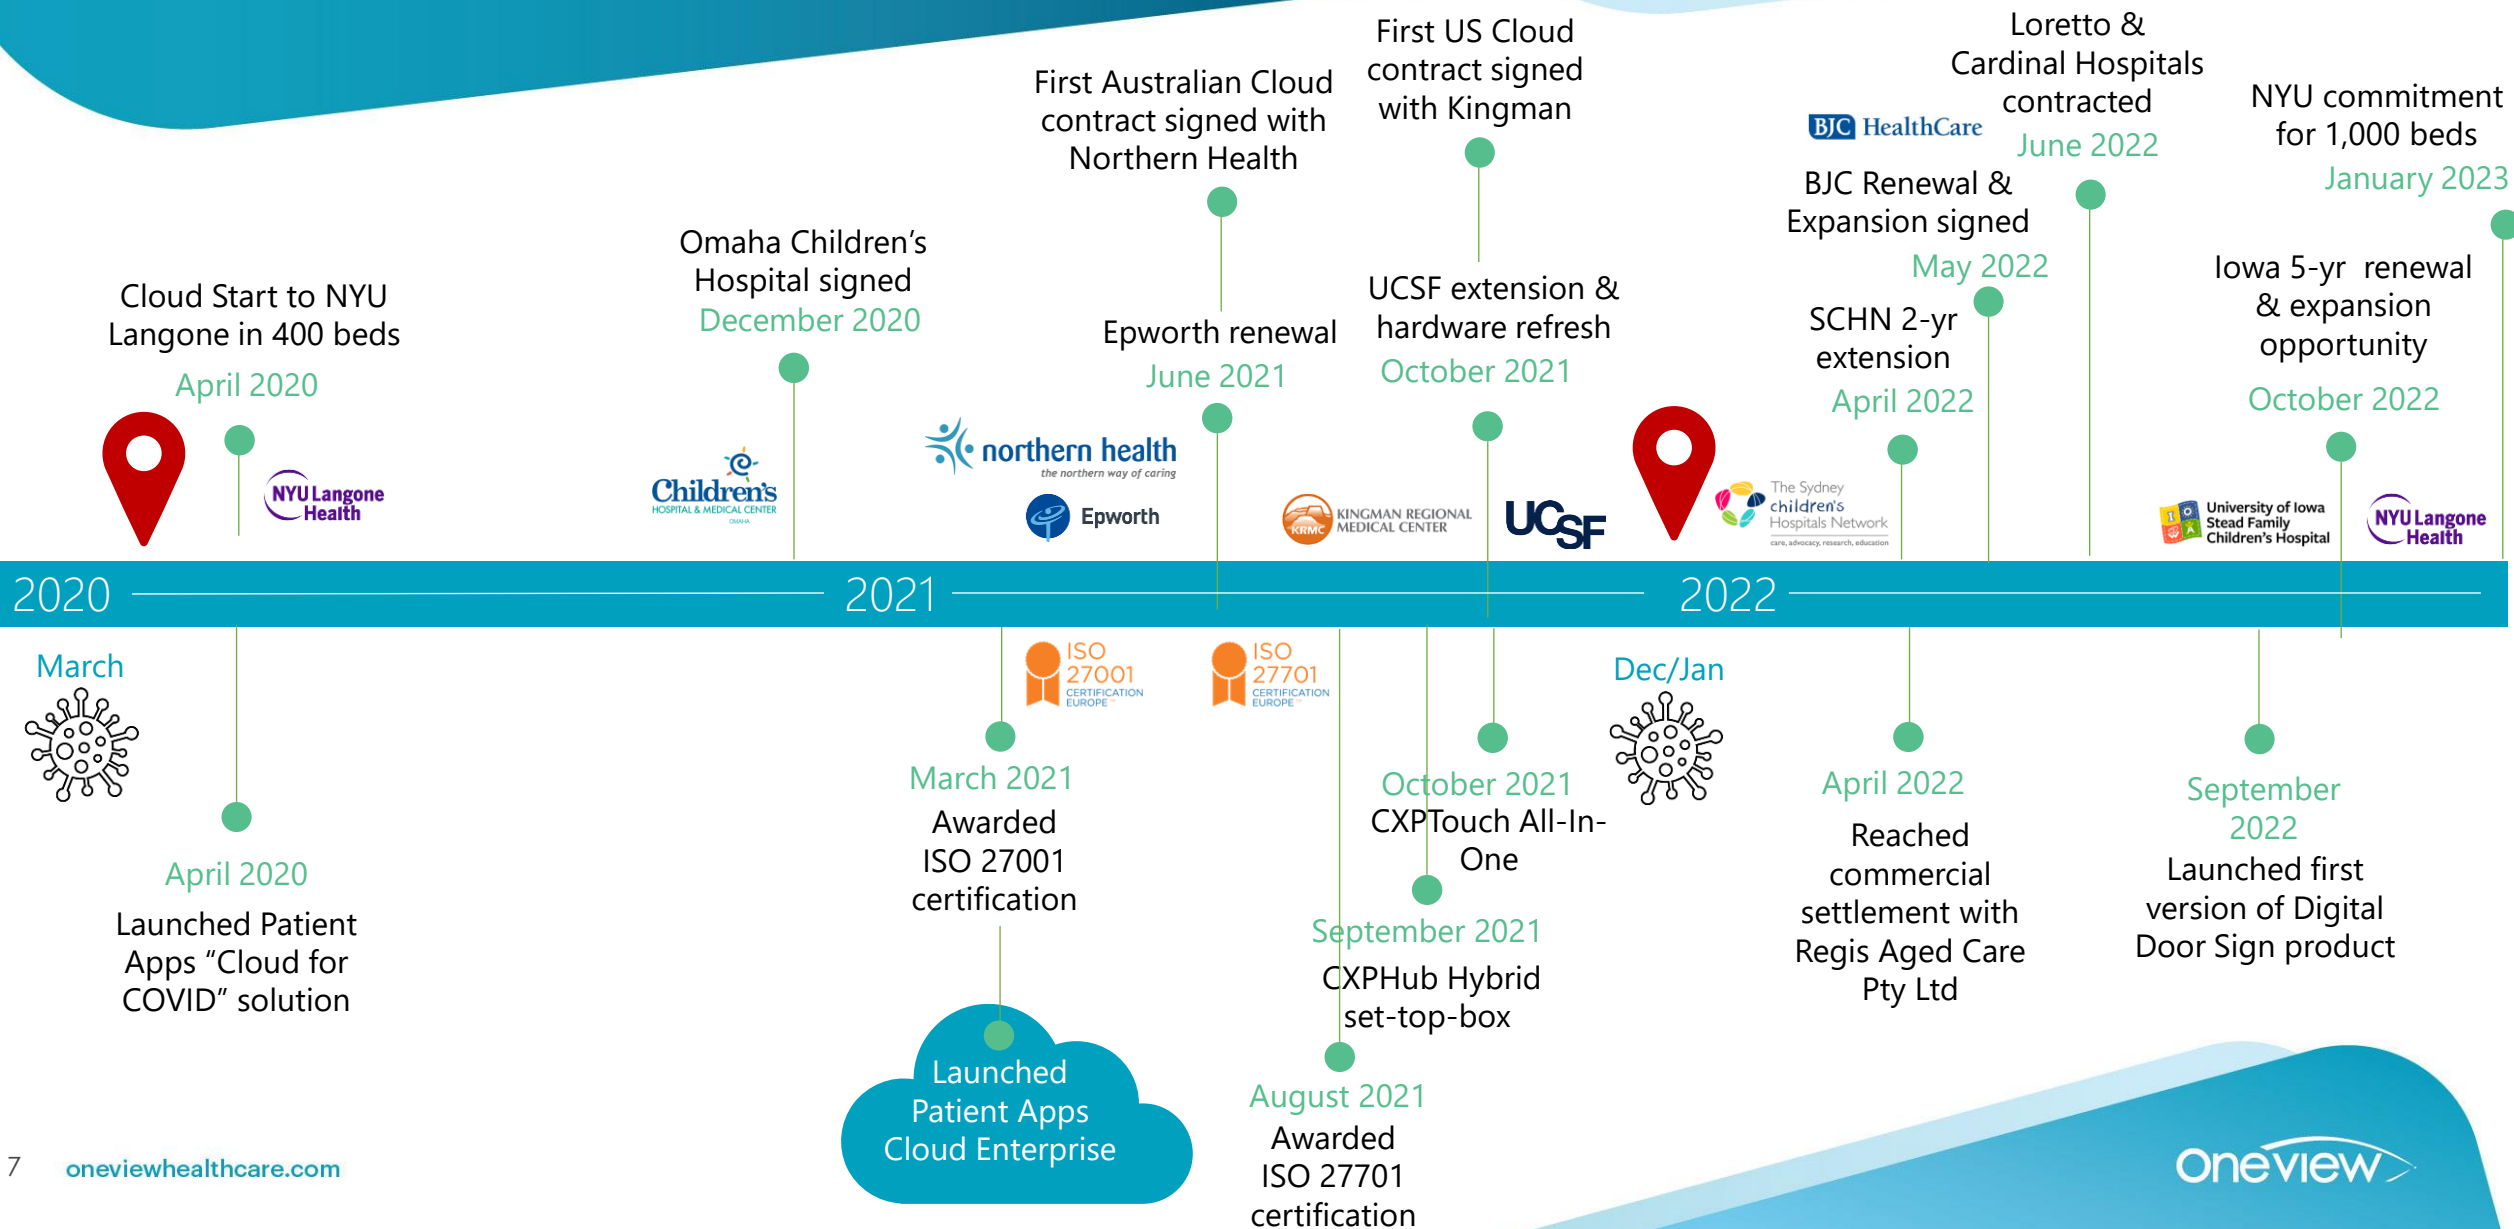 Cloud Start to NYU
Langone in 400 beds
April 2020
NYU Langone
Health
Omaha Children's
Hospital signed
December 2020
Children's
HOSPITAL & MEDICAL CENTER
OMAHA
First Australian Cloud
contract signed with
Northern Health
Epworth renewal
June 2021
northern health
the northern way of caring
Epworth
First US Cloud
contract signed
with Kingman
UCSF extension &
hardware refresh
October 2021
KRMC
KINGMAN REGIONAL
MEDICAL CENTER
UCSF
BJC HealthCare
BJC Renewal &
Expansion signed
May 2022
SCHN 2-yr
extension
April 2022
The Sydney
children's
Hospitals Network
care, advocacy, research, education
Loretto &
Cardinal Hospitals
contracted
June 2022
NYU commitment
for 1,000 beds
January 2023
Iowa 5-yr  renewal
& expansion
opportunity
October 2022
IOWA
University of Iowa
Stead Family
Children's Hospital
NYU Langone
Health
2020
2021
2022
March
April 2020
Launched Patient
Apps “Cloud for
COVID” solution
ISO
27001
CERTIFICATION
EUROPE™
March 2021
Awarded
ISO 27001
certification
Launched
Patient Apps
Cloud Enterprise
ISO
27701
CERTIFICATION
EUROPE™
October 2021
CXPTouch All-In-
One
September 2021
CXPHub Hybrid
set-top-box
August 2021
Awarded
ISO 27701
certification
Dec/Jan
April 2022
Reached
commercial
settlement with
Regis Aged Care
Pty Ltd
September
2022
Launched first
version of Digital
Door Sign product
7
oneviewhealthcare.com
oneview